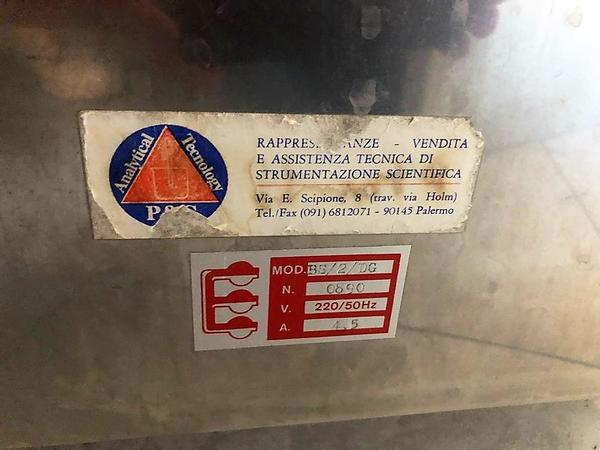 Analytical Tecnology
RAPPRES ANZE - VENDITA
E ASSISTENZA TECNICA DI
STRUMENTAZIONE SCIENTIFICA
Via E. Scipione, 8 (trav. via Holm)
Tel./Fax (091) 6812071 - 90145 Palermo
MOD. BS/2/DG
N. 0890
V. 220/50Hz
A. 4,5